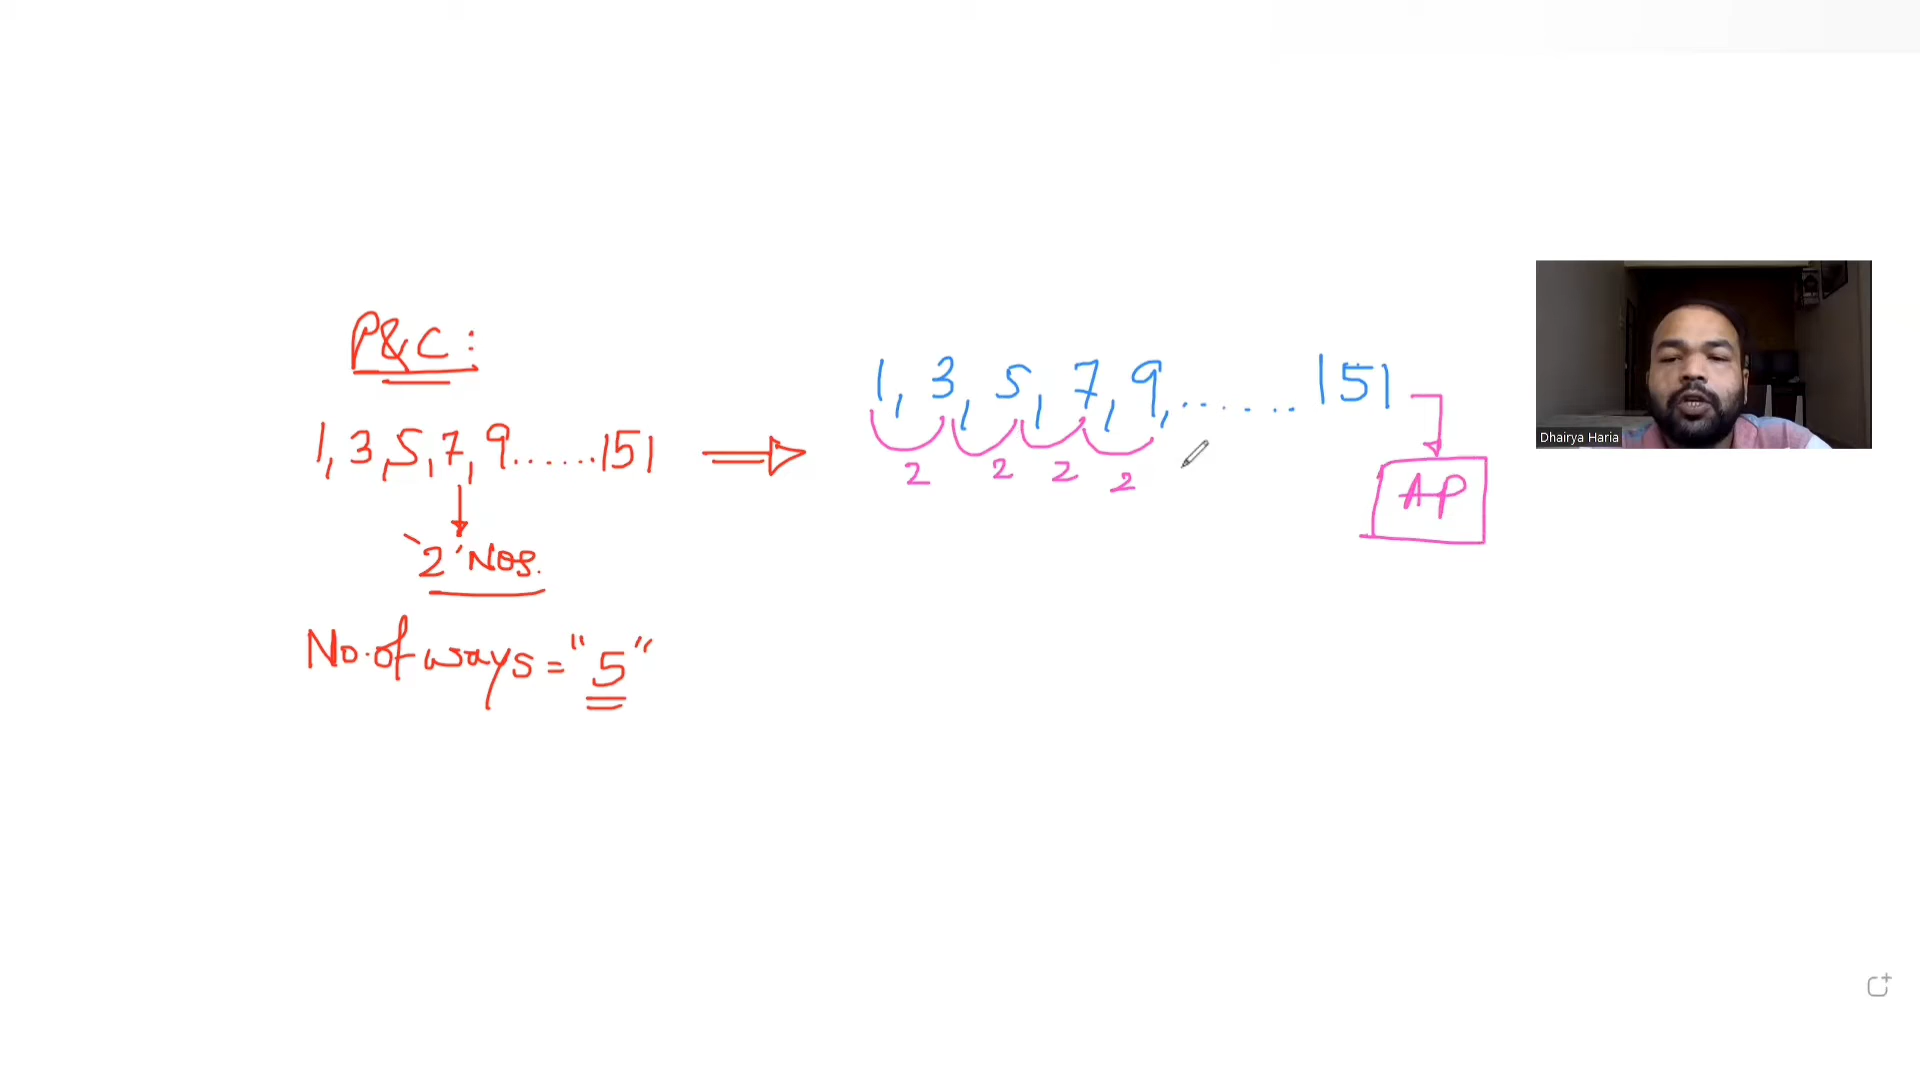 P&C:
1, 3, 5, 7, 9......151
'2' Nos.
No. of ways = "5"
1, 3, 5, 7, 9, ....... 151
2 2 2 2
AP
Dhairya Haria